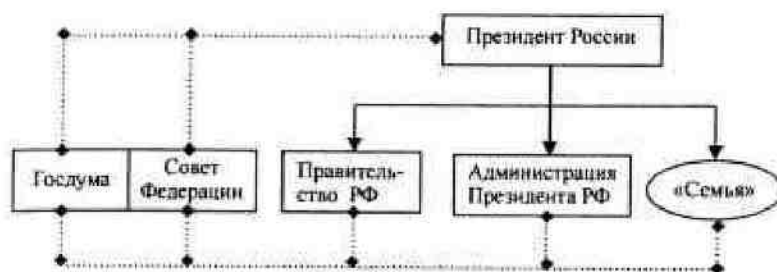 Президент России
Госдума
Совет
Федерации
Правитель-
ство РФ
Администрация
Президента РФ
«Семья»